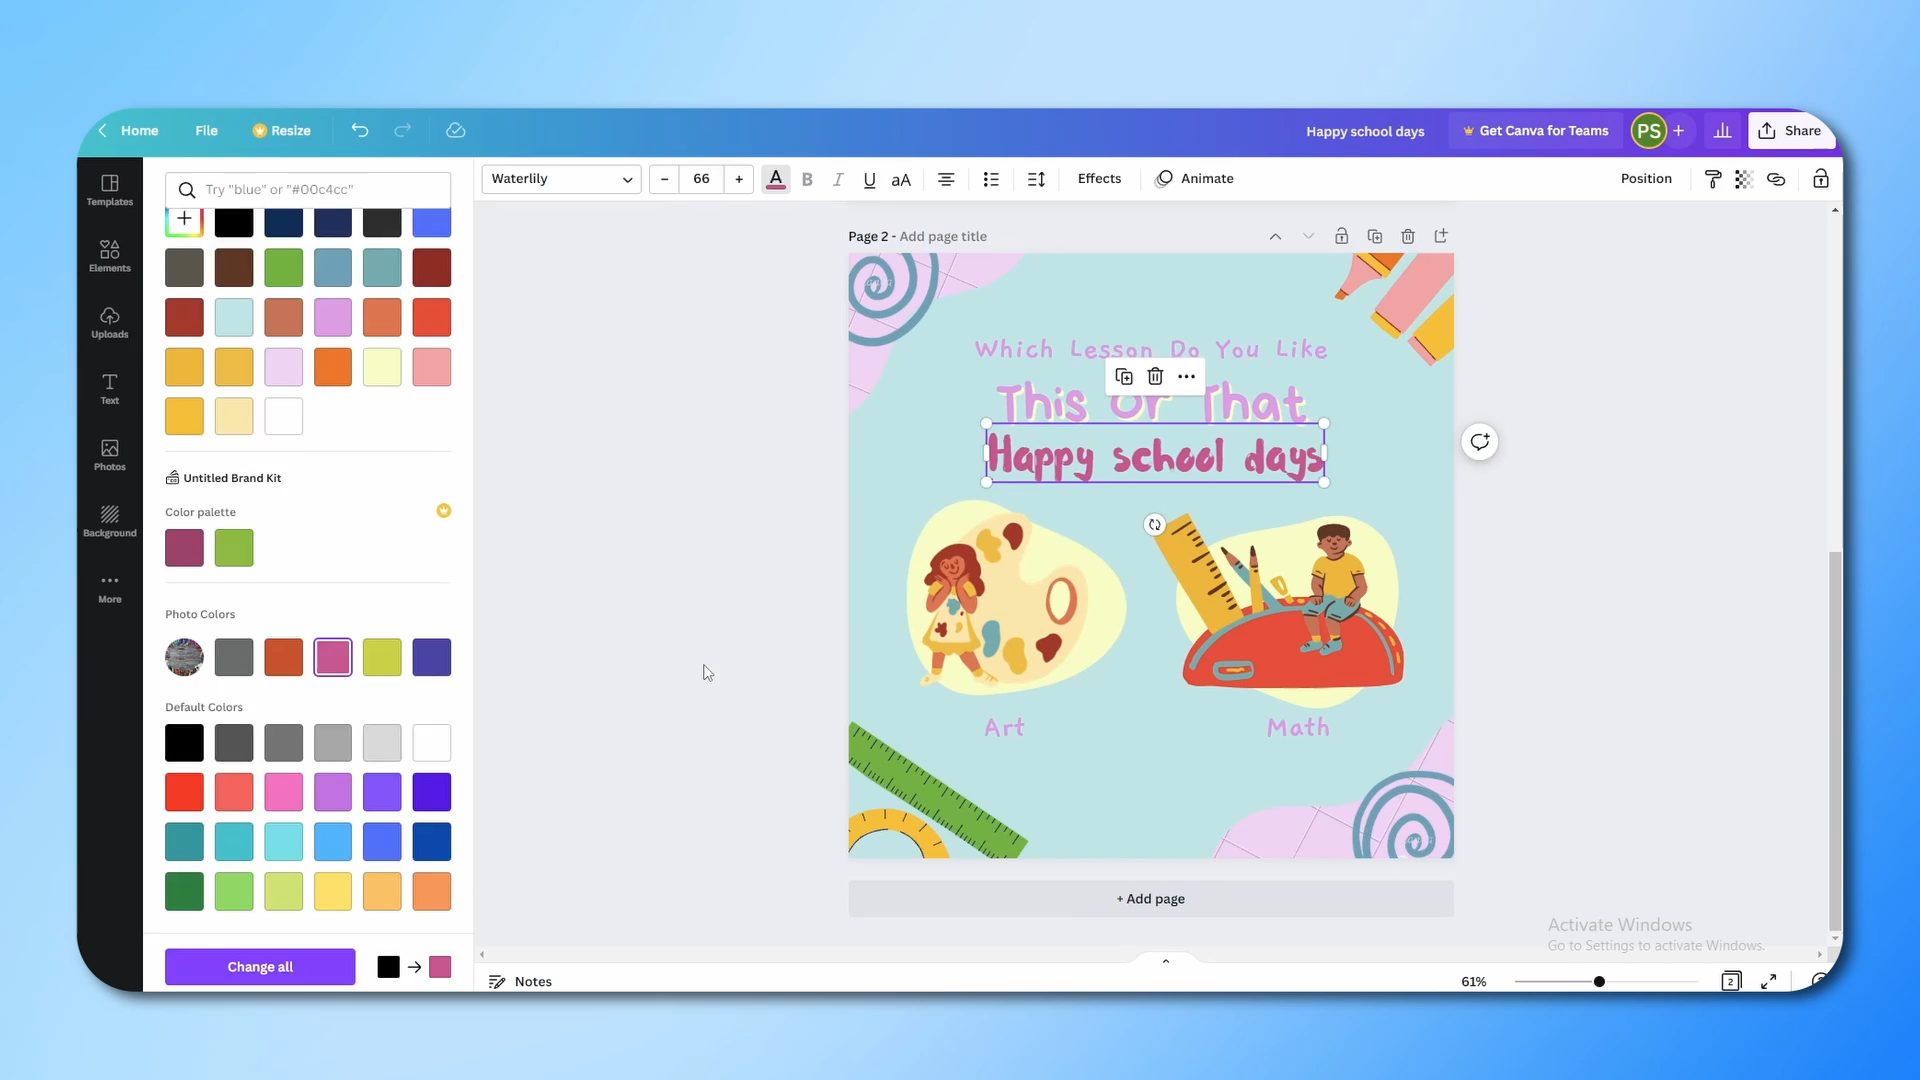 Home File Resize Happy school days Get Canva for Teams PS + Share
Templates
Elements
Uploads
Text
Photos
Background
More
Try "blue" or "#00c4cc"
Untitled Brand Kit
Color palette
Photo Colors
Default Colors
Change all
Waterlily − 66 + A B I U aA Effects Animate Position
Page 2 - Add page title
Which Lesson Do You Like
This Or That
Happy school days
Art Math
+ Add page
Activate Windows
Go to Settings to activate Windows.
Notes 61% 2